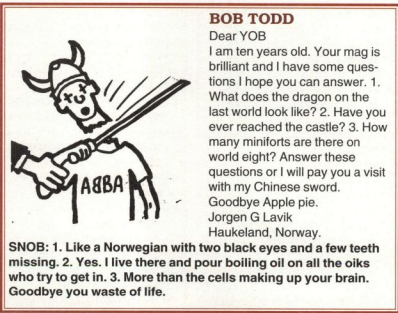 BOB TODD
Dear YOB
I am ten years old. Your mag is
brilliant and I have some ques-
tions I hope you can answer. 1.
What does the dragon on the
last world look like? 2. Have you
ever reached the castle? 3. How
many miniforts are there on
world eight? Answer these
questions or I will pay you a visit
with my Chinese sword.
Goodbye Apple pie.
Jorgen G Lavik
Haukeland, Norway.
ABBA
SNOB: 1. Like a Norwegian with two black eyes and a few teeth
missing. 2. Yes. I live there and pour boiling oil on all the oiks
who try to get in. 3. More than the cells making up your brain.
Goodbye you waste of life.